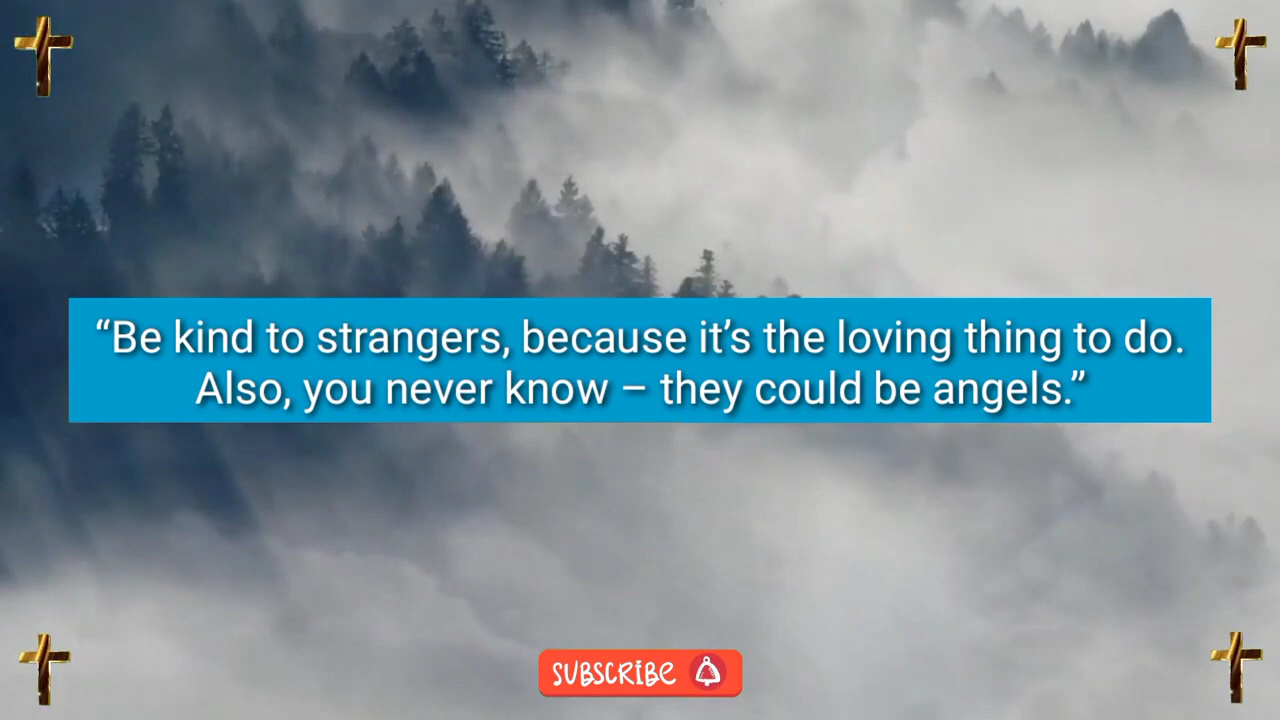 “Be kind to strangers, because it’s the loving thing to do.
Also, you never know – they could be angels.”
SUBSCRIBE